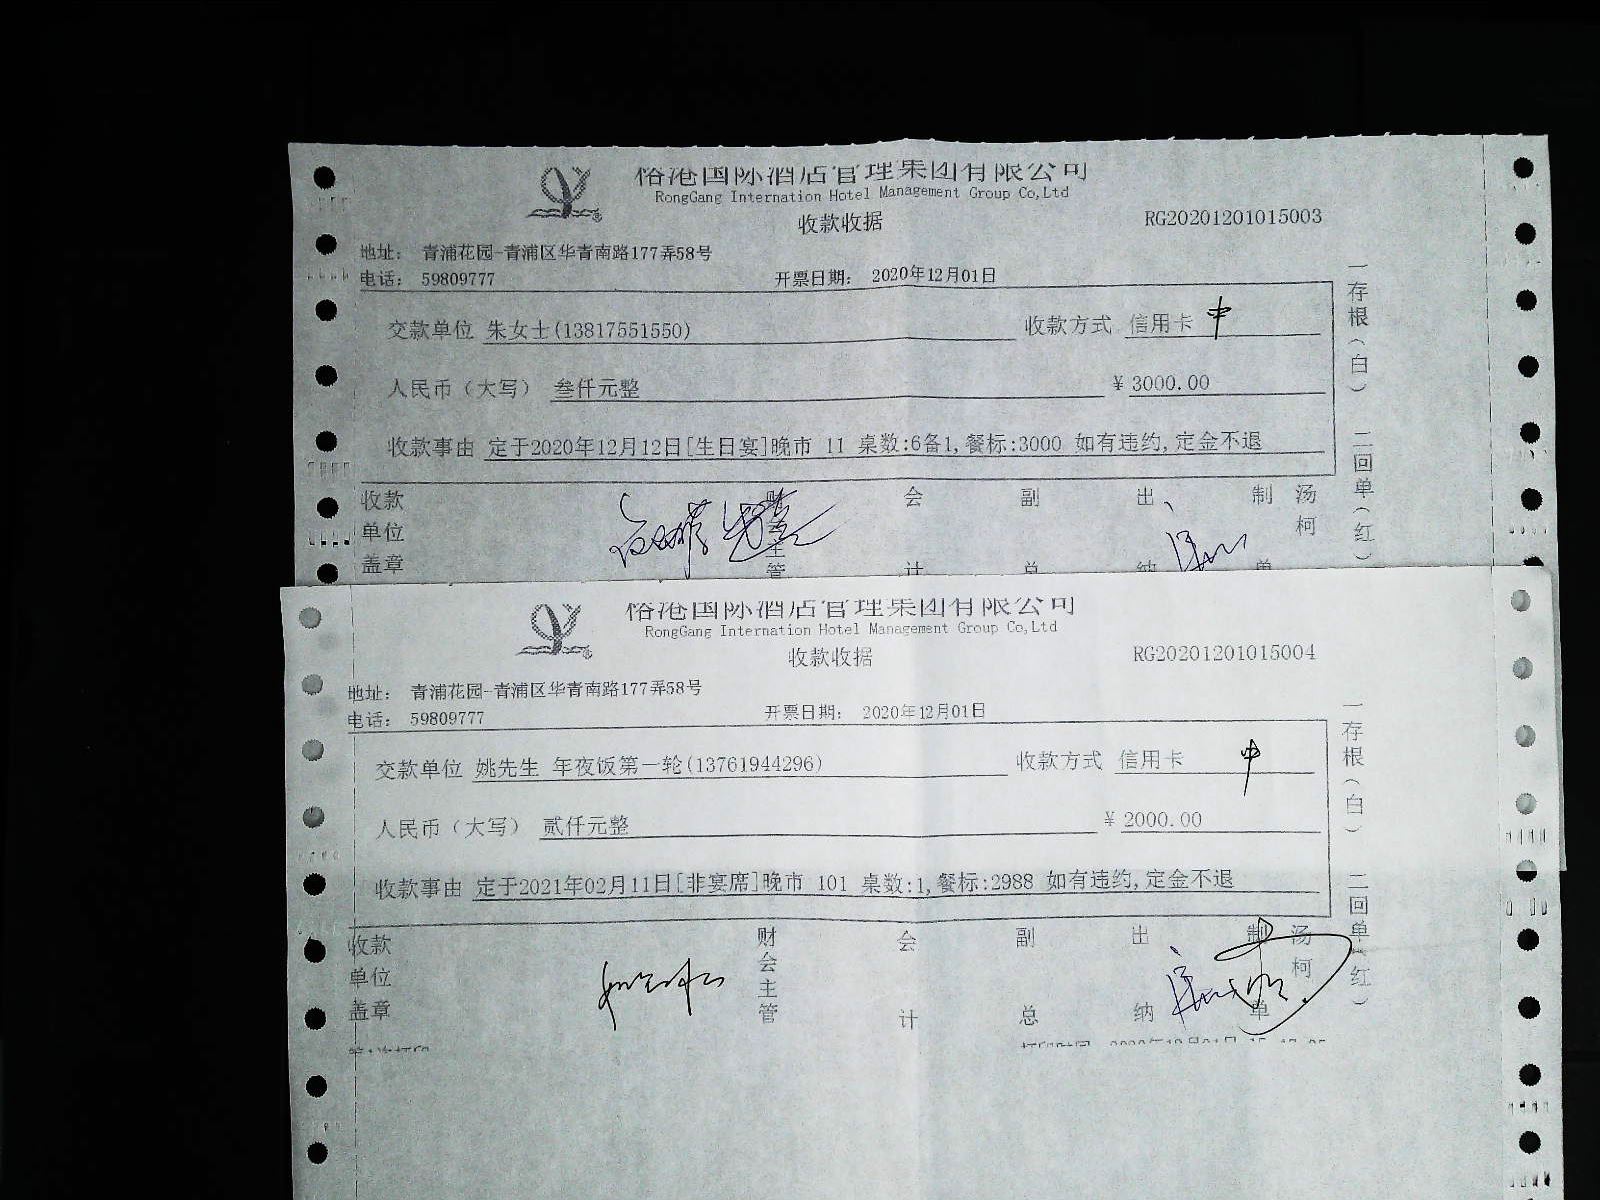 俗港国际酒店管理集团有限公司
RongGang Internation Hotel Management Group Co,Ltd
收款收据 RG20201201015003
地址： 青浦花园-青浦区华青南路177弄58号
电话： 59809777 开票日期： 2020年12月01日
交款单位 朱女士(13817551550) 收款方式 信用卡 中
人民币（大写） 叁仟元整 ¥ 3000.00
收款事由 定于2020年12月12日[生日宴]晚市 11 桌数:6备1,餐标:3000 如有违约,定金不退
一存根（白） 二回单（红）
收款单位盖章 财会主管 会计 副总 出纳 制单 汤柯
俗港国际酒店管理集团有限公司
RongGang Internation Hotel Management Group Co,Ltd
收款收据 RG20201201015004
地址： 青浦花园-青浦区华青南路177弄58号
电话： 59809777 开票日期： 2020年12月01日
交款单位 姚先生 年夜饭第一轮(13761944296) 收款方式 信用卡 中
人民币（大写） 贰仟元整 ¥ 2000.00
收款事由 定于2021年02月11日[非宴席]晚市 101 桌数:1,餐标:2988 如有违约,定金不退
一存根（白） 二回单（红）
收款单位盖章 财会主管 会计 副总 出纳 制单 汤柯